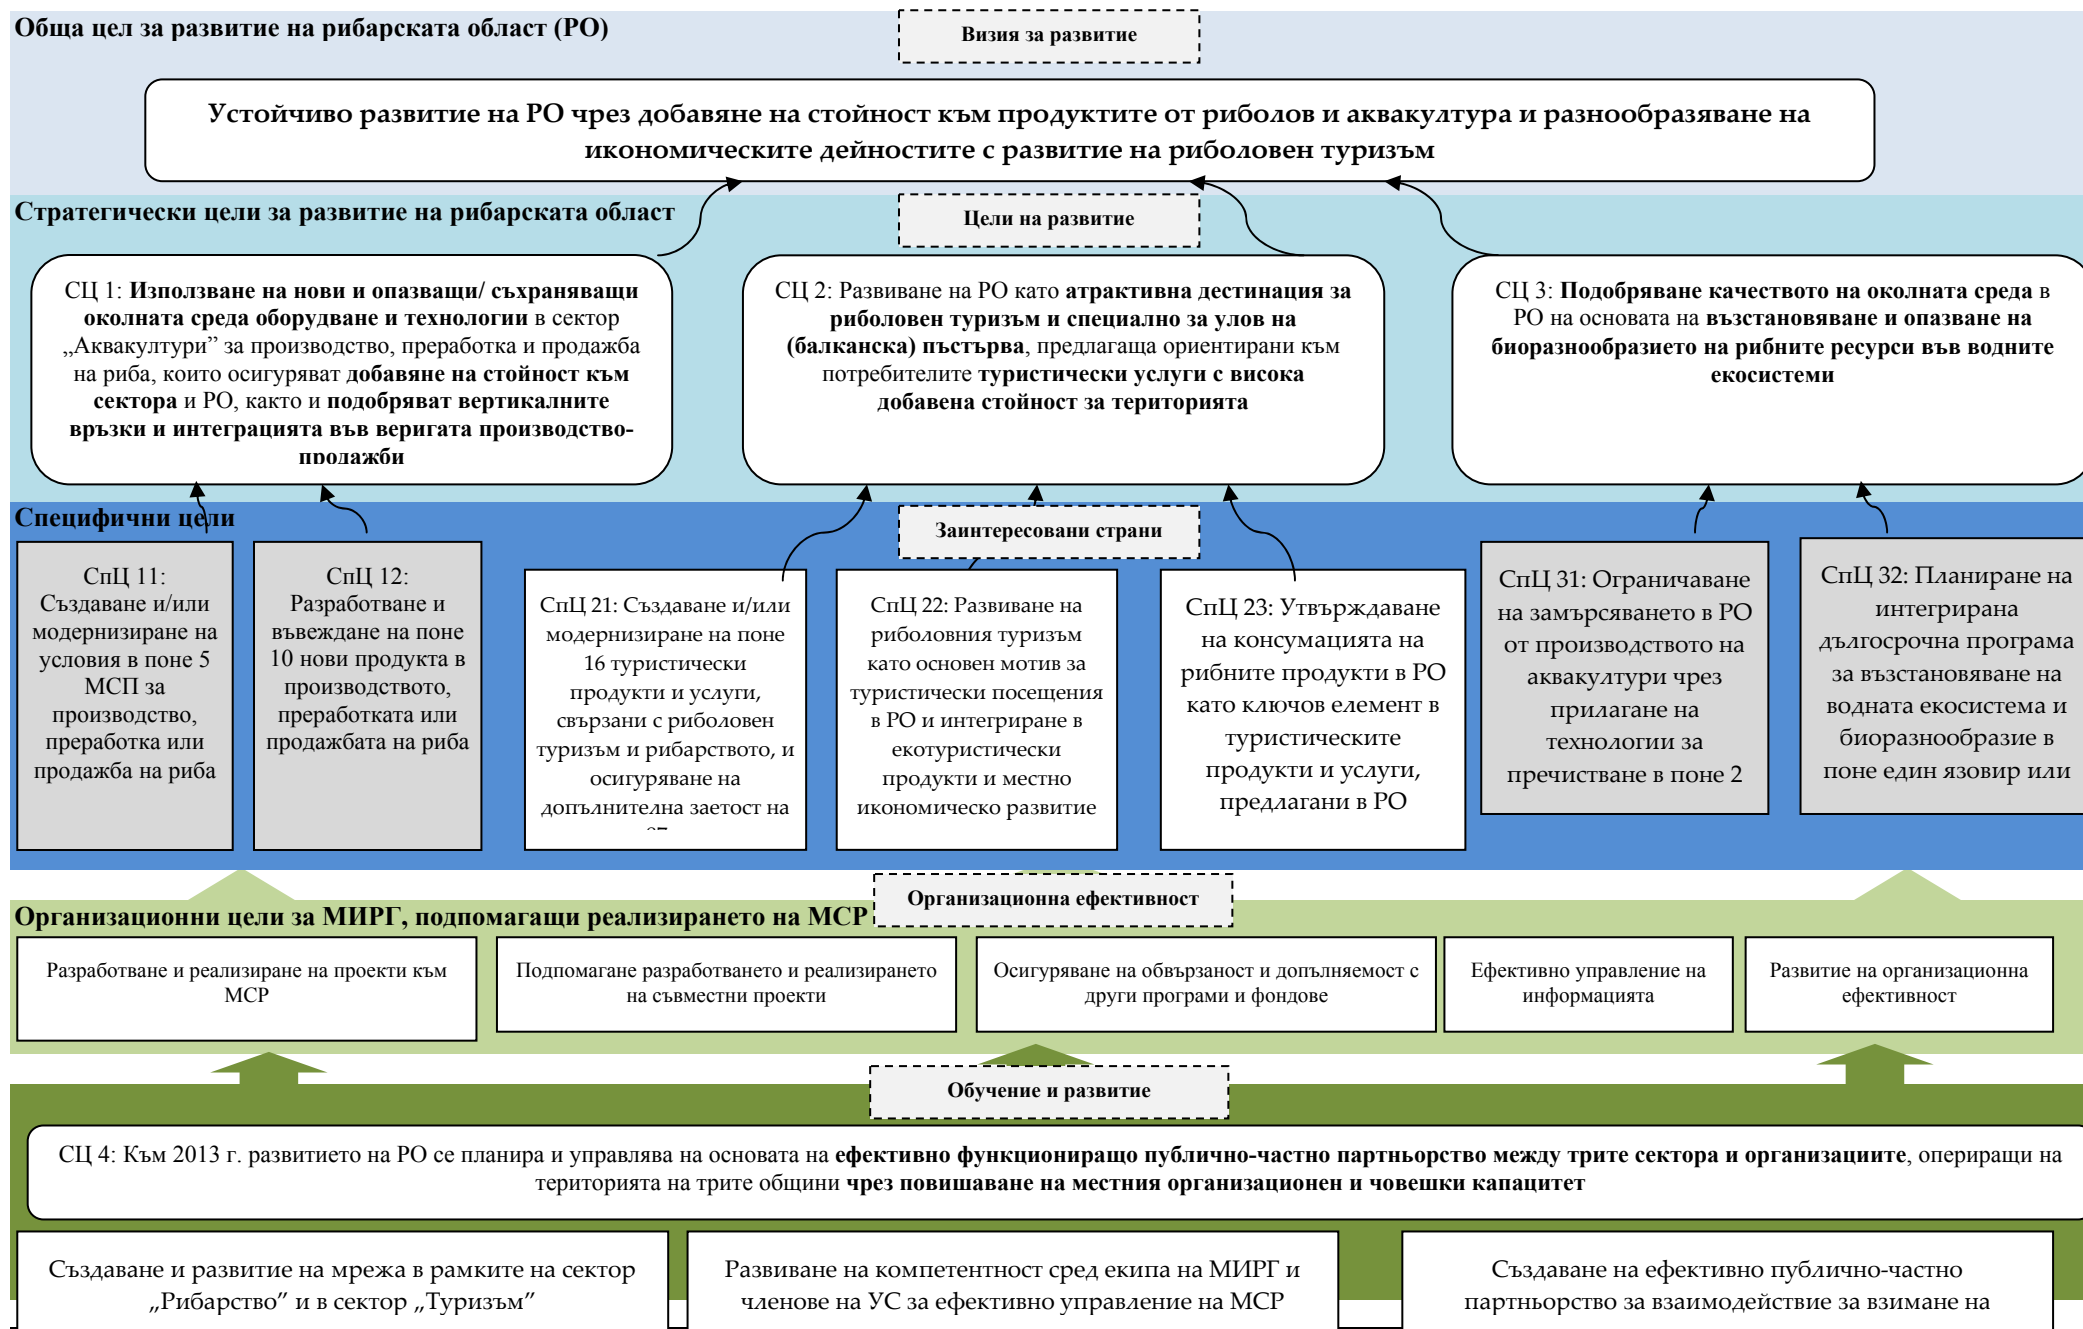 Обща цел за развитие на рибарската област (РО)
Визия за развитие
Устойчиво развитие на РО чрез добавяне на стойност към продуктите от риболов и аквакултура и разнообразяване на
икономическите дейностите с развитие на риболовен туризъм
Стратегически цели за развитие на рибарската област
Цели на развитие
СЦ 1: Използване на нови и опазващи/ съхраняващи
околната среда оборудване и технологии в сектор
„Аквакултури” за производство, преработка и продажба
на риба, които осигуряват добавяне на стойност към
сектора и РО, както и подобряват вертикалните
връзки и интеграцията във веригата производство-
продажби
СЦ 2: Развиване на РО като атрактивна дестинация за
риболовен туризъм и специално за улов на
(балканска) пъстърва, предлагаща ориентирани към
потребителите туристически услуги с висока
добавена стойност за територията
СЦ 3: Подобряване качеството на околната среда в
РО на основата на възстановяване и опазване на
биоразнообразието на рибните ресурси във водните
екосистеми
Специфични цели
Заинтересовани страни
СпЦ 11:
Създаване и/или
модернизиране на
условия в поне 5
МСП за
производство,
преработка или
продажба на риба
СпЦ 12:
Разработване и
въвеждане на поне
10 нови продукта в
производството,
преработката или
продажбата на риба
СпЦ 21: Създаване и/или
модернизиране на поне
16 туристически
продукти и услуги,
свързани с риболовен
туризъм и рибарството, и
осигуряване на
допълнителна заетост на
СпЦ 22: Развиване на
риболовния туризъм
като основен мотив за
туристически посещения
в РО и интегриране в
екотуристически
продукти и местно
икономическо развитие
СпЦ 23: Утвърждаване
на консумацията на
рибните продукти в РО
като ключов елемент в
туристическите
продукти и услуги,
предлагани в РО
СпЦ 31: Ограничаване
на замърсяването в РО
от производството на
аквакултури чрез
прилагане на
технологии за
пречистване в поне 2
СпЦ 32: Планиране на
интегрирана
дългосрочна програма
за възстановяване на
водната екосистема и
биоразнообразие в
поне един язовир или
Организационна ефективност
Организационни цели за МИРГ, подпомагащи реализирането на МСР
Разработване и реализиране на проекти към
МСР
Подпомагане разработването и реализирането
на съвместни проекти
Осигуряване на обвързаност и допълняемост с
други програми и фондове
Ефективно управление на
информацията
Развитие на организационна
ефективност
Обучение и развитие
СЦ 4: Към 2013 г. развитието на РО се планира и управлява на основата на ефективно функциониращо публично-частно партньорство между трите сектора и организациите, опериращи на
територията на трите общини чрез повишаване на местния организационен и човешки капацитет
Създаване и развитие на мрежа в рамките на сектор
„Рибарство” и в сектор „Туризъм”
Развиване на компетентност сред екипа на МИРГ и
членове на УС за ефективно управление на МСР
Създаване на ефективно публично-частно
партньорство за взаимодействие за взимане на